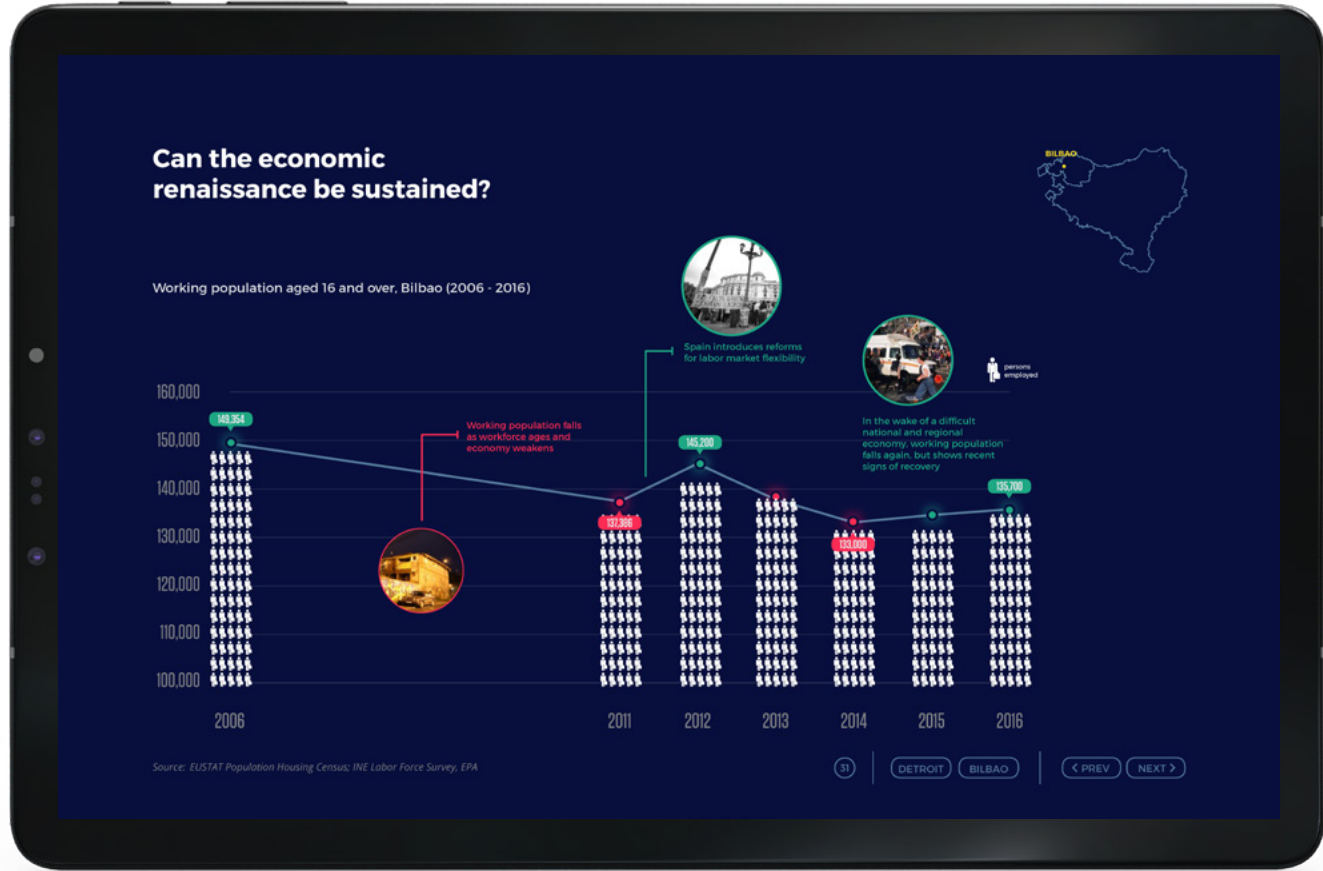 Can the economic
renaissance be sustained?
BILBAO
Working population aged 16 and over, Bilbao (2006 - 2016)
Spain introduces reforms
for labor market flexibility
persons
employed
160,000
149,354
Working population falls
as workforce ages and
economy weakens
In the wake of a difficult
national and regional
economy, working population
falls again, but shows recent
signs of recovery
150,000
145,200
140,000
135,700
137,386
130,000
133,000
120,000
110,000
100,000
2006
2011
2012
2013
2014
2015
2016
Source: EUSTAT Population Housing Census; INE Labor Force Survey, EPA
31
DETROIT
BILBAO
< PREV
NEXT >